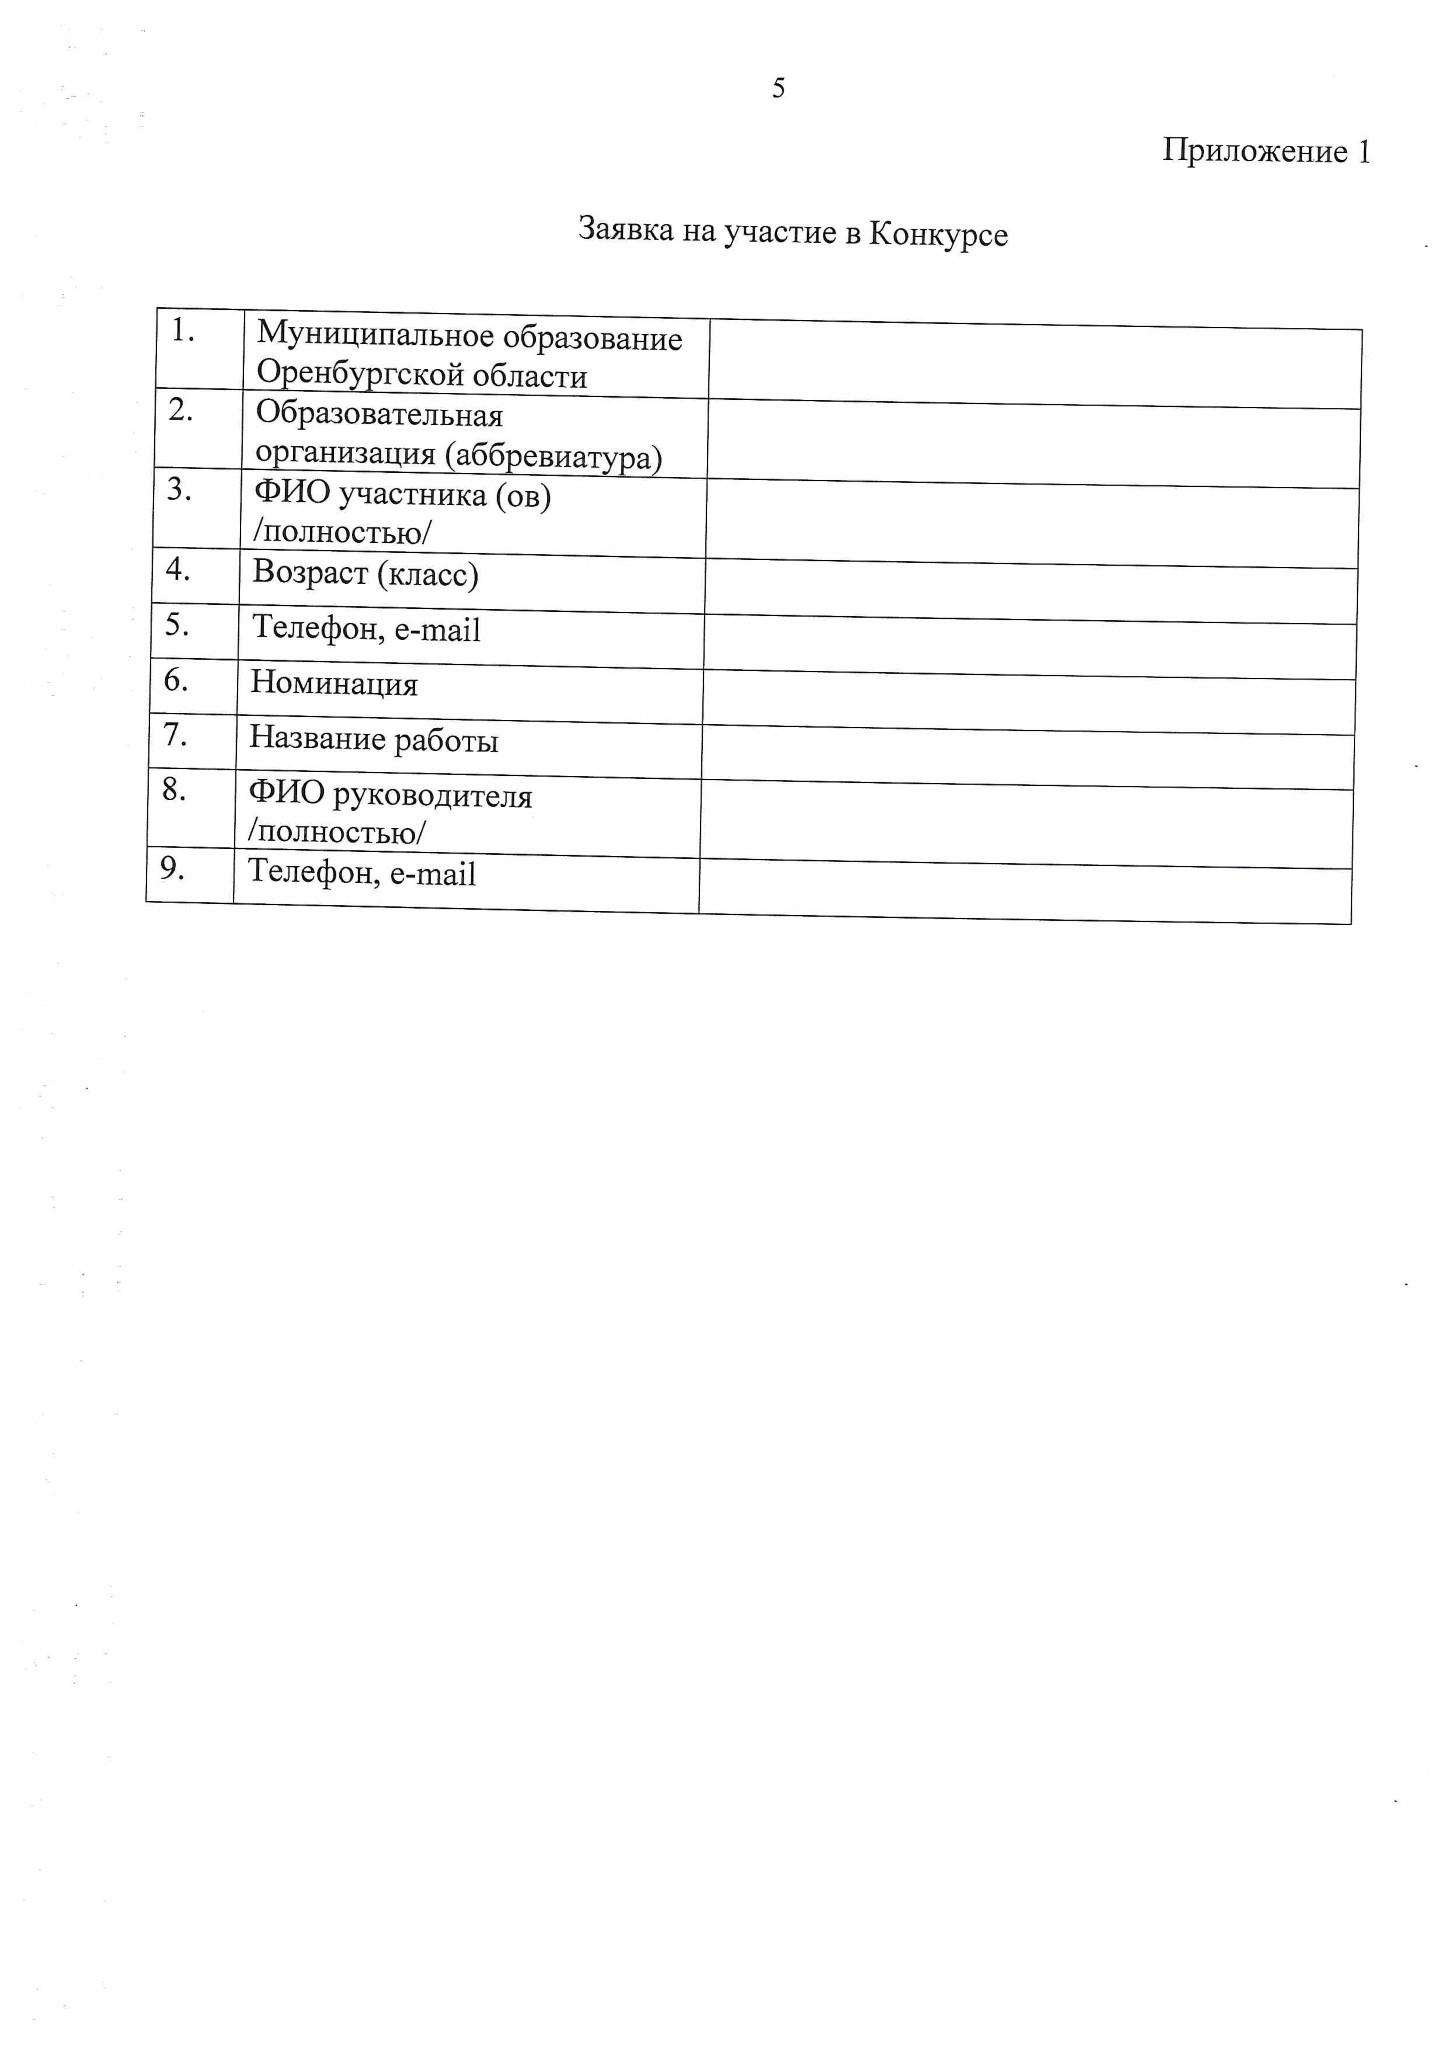 5
Приложение 1
Заявка на участие в Конкурсе
1. Муниципальное образование
Оренбургской области
2. Образовательная
организация (аббревиатура)
3. ФИО участника (ов)
/полностью/
4. Возраст (класс)
5. Телефон, e-mail
6. Номинация
7. Название работы
8. ФИО руководителя
/полностью/
9. Телефон, e-mail